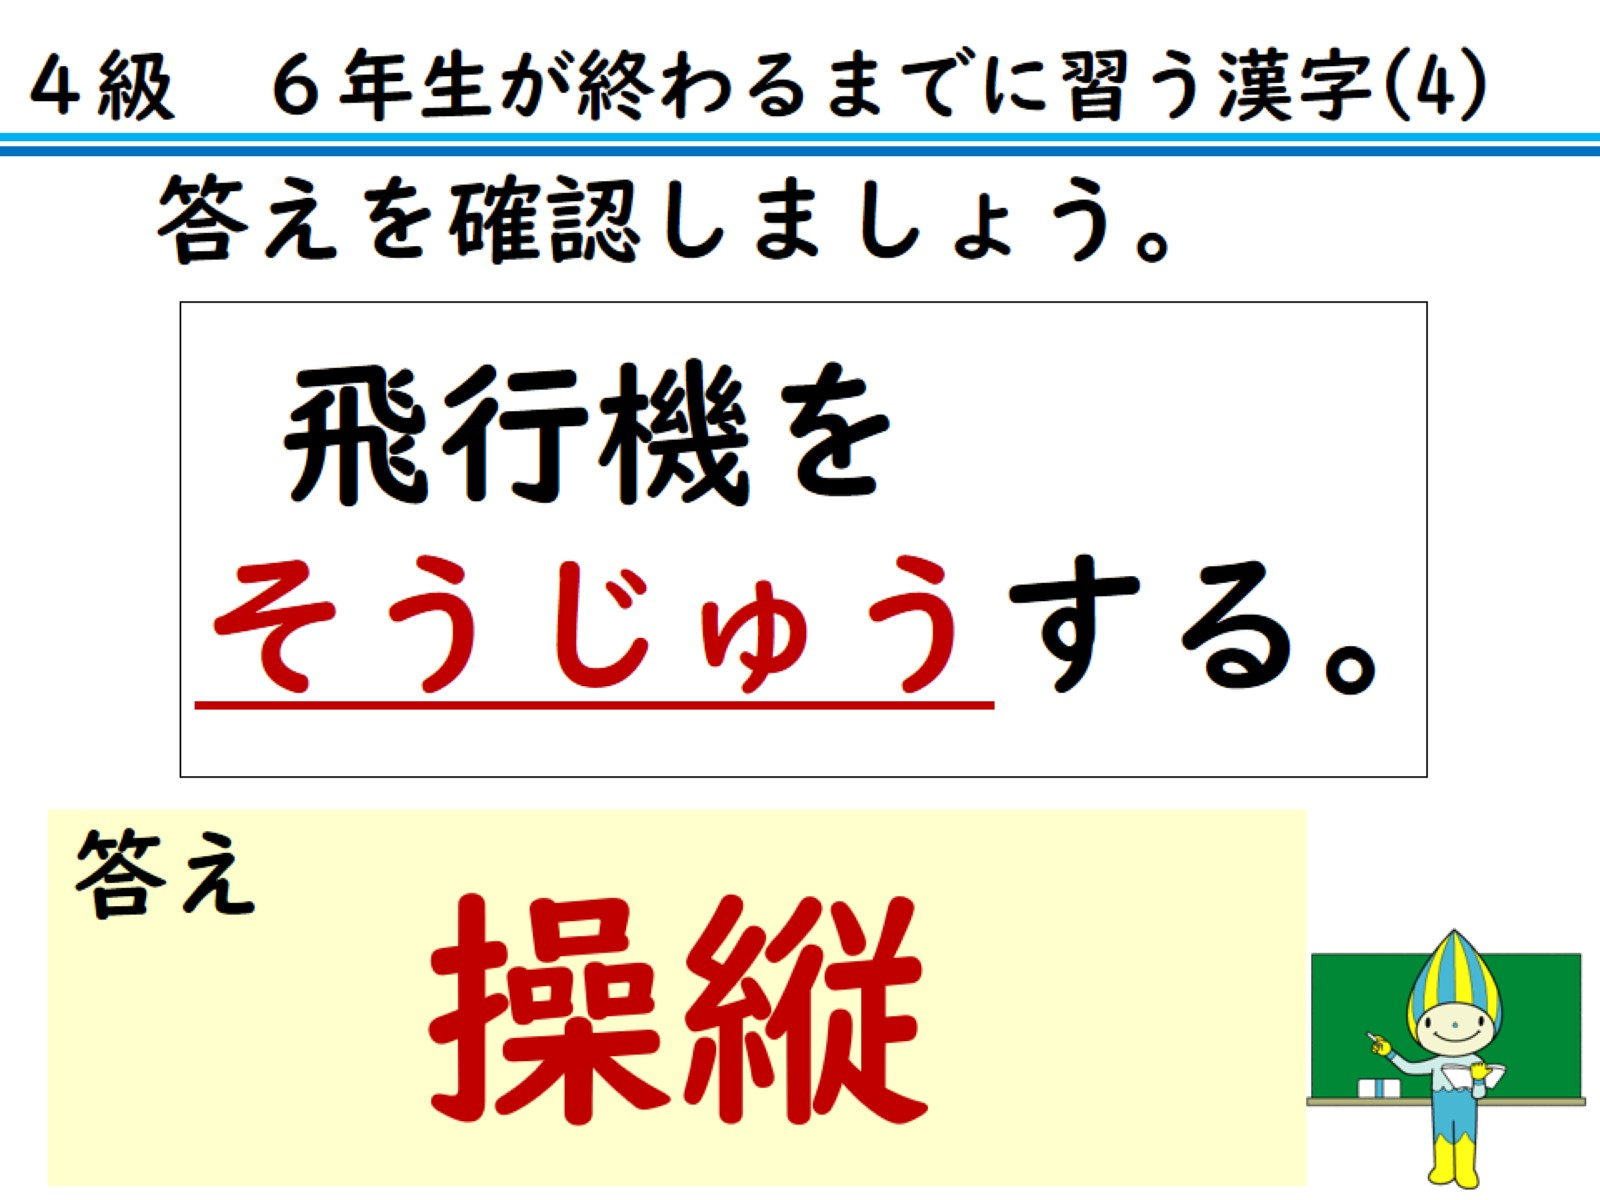 ４級　６年生が終わるまでに習う漢字(4)
答えを確認しましょう。
飛行機を
そうじゅうする。
答え
操縦